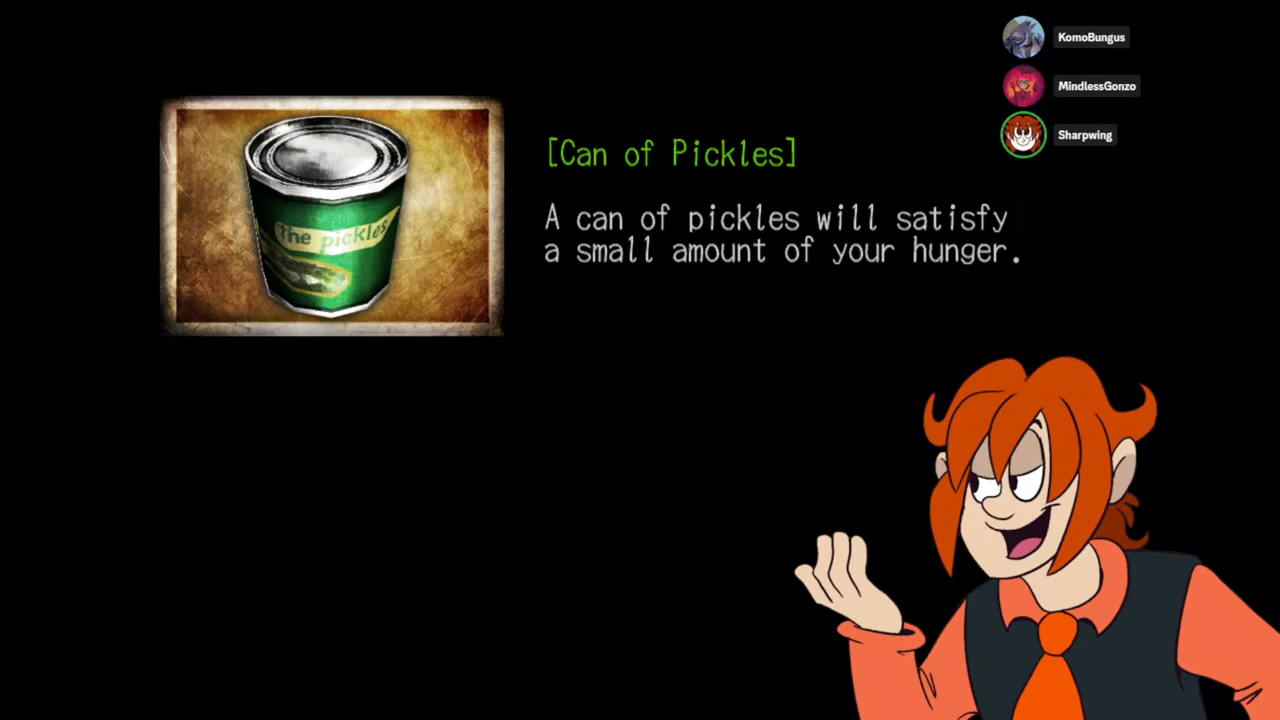 KomoBungus
MindlessGonzo
Sharpwing
[Can of Pickles]
A can of pickles will satisfy
a small amount of your hunger.
The pickles